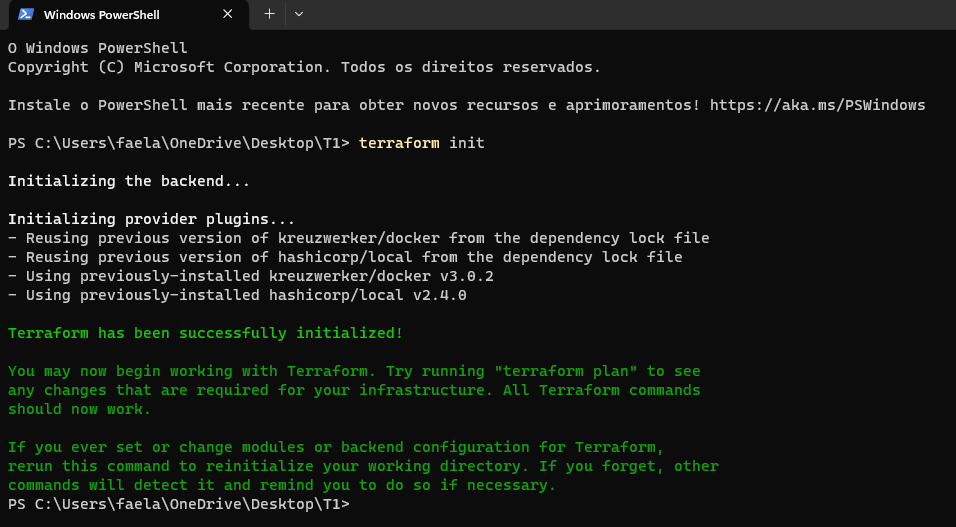 Windows PowerShell
O Windows PowerShell
Copyright (C) Microsoft Corporation. Todos os direitos reservados.
Instale o PowerShell mais recente para obter novos recursos e aprimoramentos! https://aka.ms/PSWindows
PS C:\Users\faela\OneDrive\Desktop\T1> terraform init
Initializing the backend...
Initializing provider plugins...
- Reusing previous version of kreuzwerker/docker from the dependency lock file
- Reusing previous version of hashicorp/local from the dependency lock file
- Using previously-installed kreuzwerker/docker v3.0.2
- Using previously-installed hashicorp/local v2.4.0
Terraform has been successfully initialized!
You may now begin working with Terraform. Try running "terraform plan" to see
any changes that are required for your infrastructure. All Terraform commands
should now work.
If you ever set or change modules or backend configuration for Terraform,
rerun this command to reinitialize your working directory. If you forget, other
commands will detect it and remind you to do so if necessary.
PS C:\Users\faela\OneDrive\Desktop\T1>